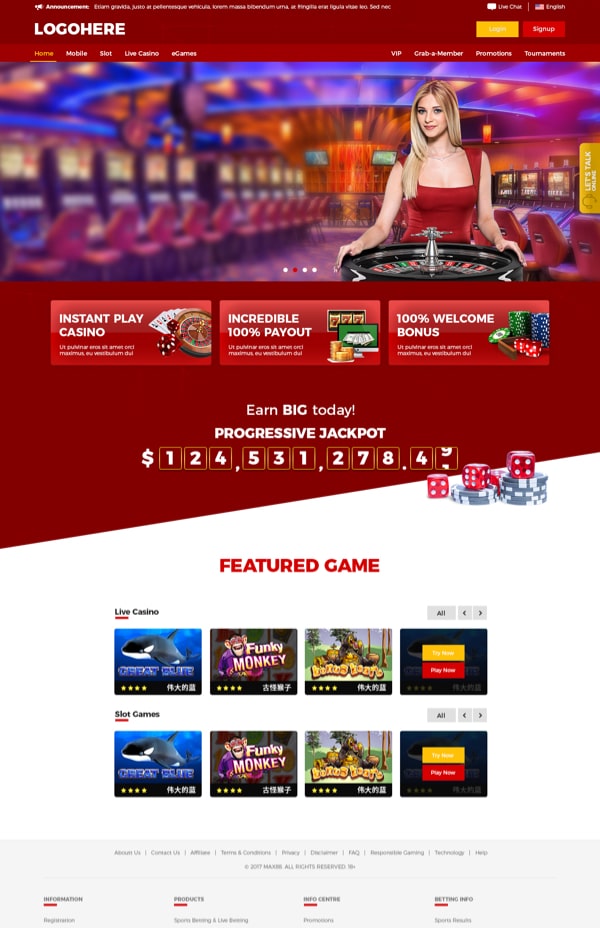 Announcement: Etiam gravida, justo at pellentesque vehicula, lorem massa bibendum urna, at fringilla erat ligula vitae leo. Sed nec
Live Chat
English
LOGOHERE
Login
Signup
Home Mobile Slot Live Casino eGames
VIP Grab-a-Member Promotions Tournaments
LET'S TALK
ONLINE
INSTANT PLAY
CASINO
Ut pulvinar eros sit amet orci
maximus, eu vestibulum dui
INCREDIBLE
100% PAYOUT
Ut pulvinar eros sit amet orci
maximus, eu vestibulum dui
100% WELCOME
BONUS
Ut pulvinar eros sit amet orci
maximus, eu vestibulum dui
Earn BIG today!
PROGRESSIVE JACKPOT
$124,531,278.4
FEATURED GAME
Live Casino
All
GREAT BLUE
伟大的蓝
Funky
MONKEY
古怪猴子
bonus bears
伟大的蓝
Try Now
Play Now
伟大的蓝
Slot Games
All
GREAT BLUE
伟大的蓝
Funky
MONKEY
古怪猴子
bonus bears
伟大的蓝
Try Now
Play Now
伟大的蓝
About Us | Contact Us | Affiliate | Terms & Conditions | Privacy | Disclaimer | FAQ | Responsible Gaming | Technology | Help
© 2017 MAX88. ALL RIGHTS RESERVED. 18+
INFORMATION
Registration
PRODUCTS
Sports Betting & Live Betting
INFO CENTRE
Promotions
BETTING INFO
Sports Results